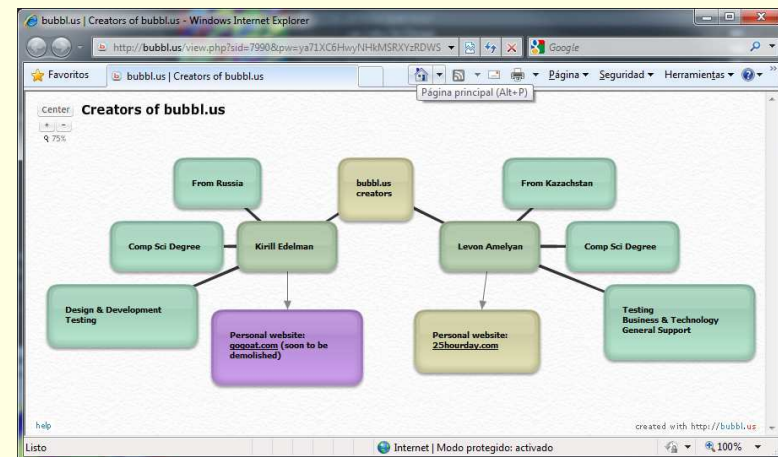 bubbl.us | Creators of bubbl.us - Windows Internet Explorer
http://bubbl.us/view.php?sid=7990&pw=ya71XC6HwyNHkMSRXYzRDWS
Google
Favoritos
bubbl.us | Creators of bubbl.us
Página
Seguridad
Herramientas
Página principal (Alt+P)
Center
Creators of bubbl.us
+ -
75%
From Russia
bubbl.us
creators
From Kazachstan
Comp Sci Degree
Kirill Edelman
Levon Amelyan
Comp Sci Degree
Design & Development
Testing
Personal website:
gogoat.com (soon to be
demolished)
Personal website:
25hourday.com
Testing
Business & Technology
General Support
help
created with http://bubbl.us
Listo
Internet | Modo protegido: activado
100%